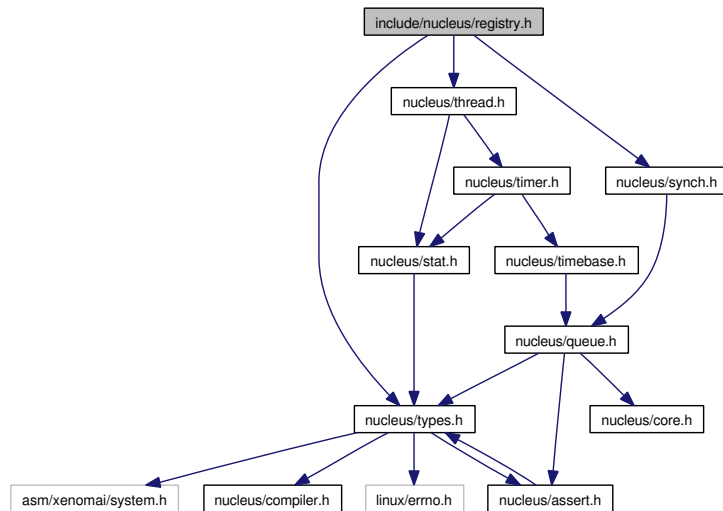 include/nucleus/registry.h
nucleus/thread.h
nucleus/timer.h
nucleus/synch.h
nucleus/stat.h
nucleus/timebase.h
nucleus/queue.h
nucleus/types.h
nucleus/core.h
asm/xenomai/system.h
nucleus/compiler.h
linux/errno.h
nucleus/assert.h